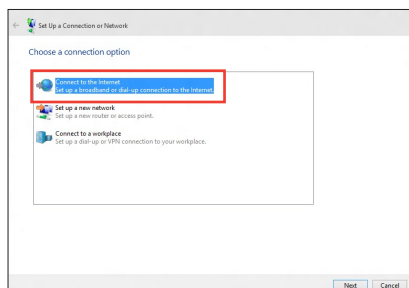 Set Up a Connection or Network
Choose a connection option
Connect to the Internet
Set up a broadband or dial-up connection to the Internet.
Set up a new network
Set up a new router or access point.
Connect to a workplace
Set up a dial-up or VPN connection to your workplace.
Next Cancel